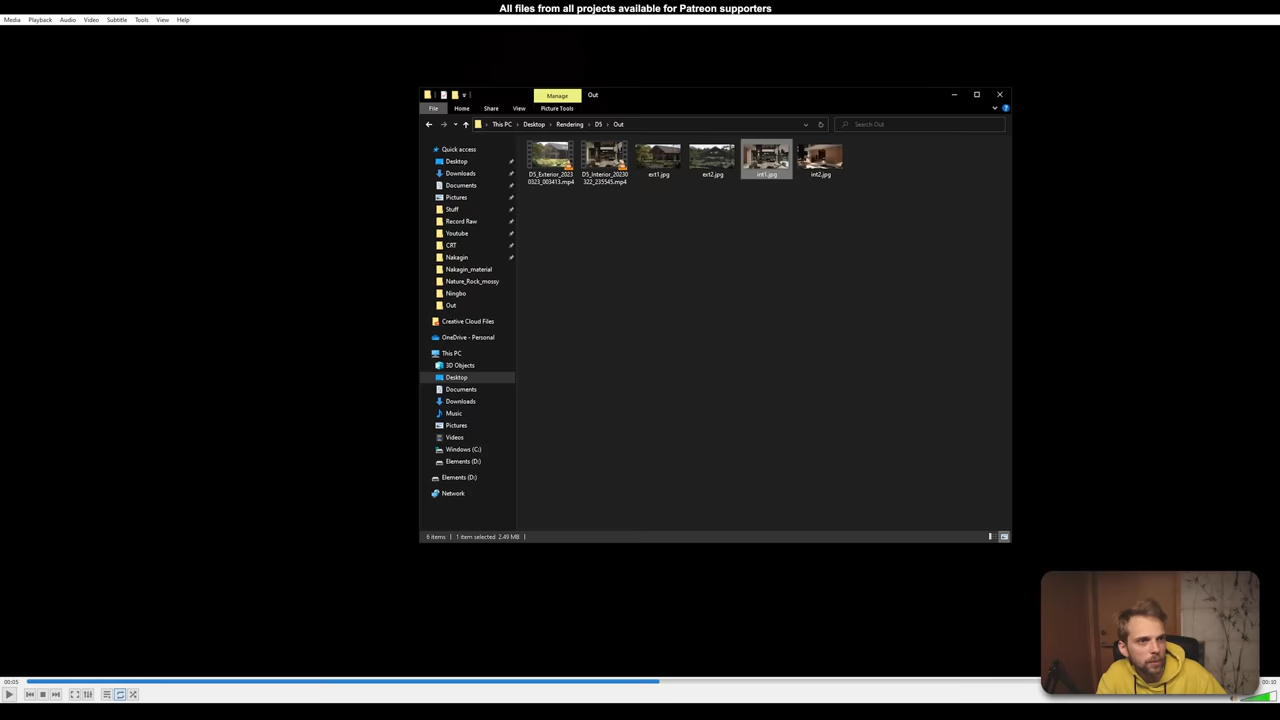 All files from all projects available for Patreon supporters
Media Playback Audio Video Subtitle Tools View Help
Manage Out
File Home Share View Picture Tools
This PC > Desktop > Rendering > D5 > Out
Search Out
Quick access
Desktop
Downloads
Documents
Pictures
Stuff
Record Raw
Youtube
CRT
Nakagin
Nakagin_material
Nature_Rock_mossy
Ningbo
Out
Creative Cloud Files
OneDrive - Personal
This PC
3D Objects
Desktop
Documents
Downloads
Music
Pictures
Videos
Windows (C:)
Elements (D:)
Elements (D:)
Network
D5_Exterior_2023
0323_003413.mp4
D5_Interior_20230
322_235545.mp4
ext1.jpg
ext2.jpg
int1.jpg
int2.jpg
6 items 1 item selected 2.49 MB
00:05
00:10